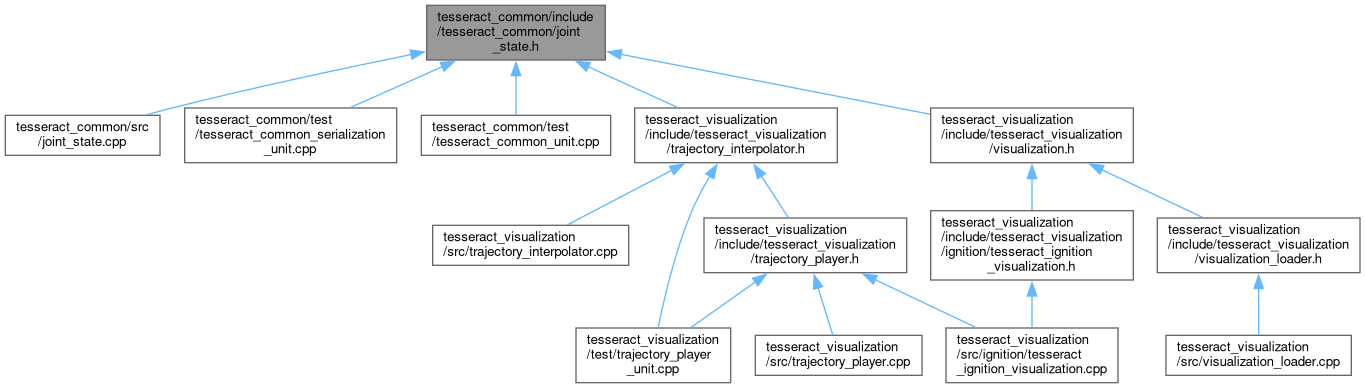 tesseract_common/include
/tesseract_common/joint
_state.h
tesseract_common/src
/joint_state.cpp
tesseract_common/test
/tesseract_common_serialization
_unit.cpp
tesseract_common/test
/tesseract_common_unit.cpp
tesseract_visualization
/include/tesseract_visualization
/trajectory_interpolator.h
tesseract_visualization
/include/tesseract_visualization
/visualization.h
tesseract_visualization
/src/trajectory_interpolator.cpp
tesseract_visualization
/include/tesseract_visualization
/trajectory_player.h
tesseract_visualization
/include/tesseract_visualization
/ignition/tesseract_ignition
_visualization.h
tesseract_visualization
/include/tesseract_visualization
/visualization_loader.h
tesseract_visualization
/test/trajectory_player
_unit.cpp
tesseract_visualization
/src/trajectory_player.cpp
tesseract_visualization
/src/ignition/tesseract
_ignition_visualization.cpp
tesseract_visualization
/src/visualization_loader.cpp